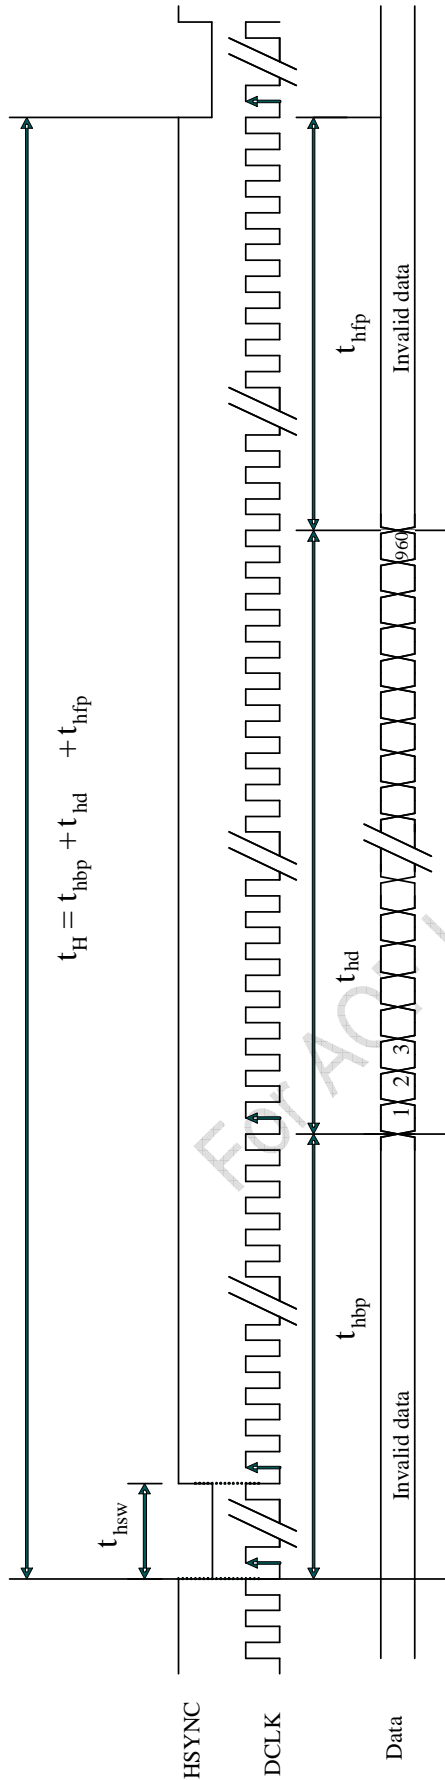 t_H = t_hbp + t_hd + t_hfp
t_hsw
HSYNC
DCLK
t_hbp
t_hd
t_hfp
Data
Invalid data
1 2 3
960
Invalid data
For